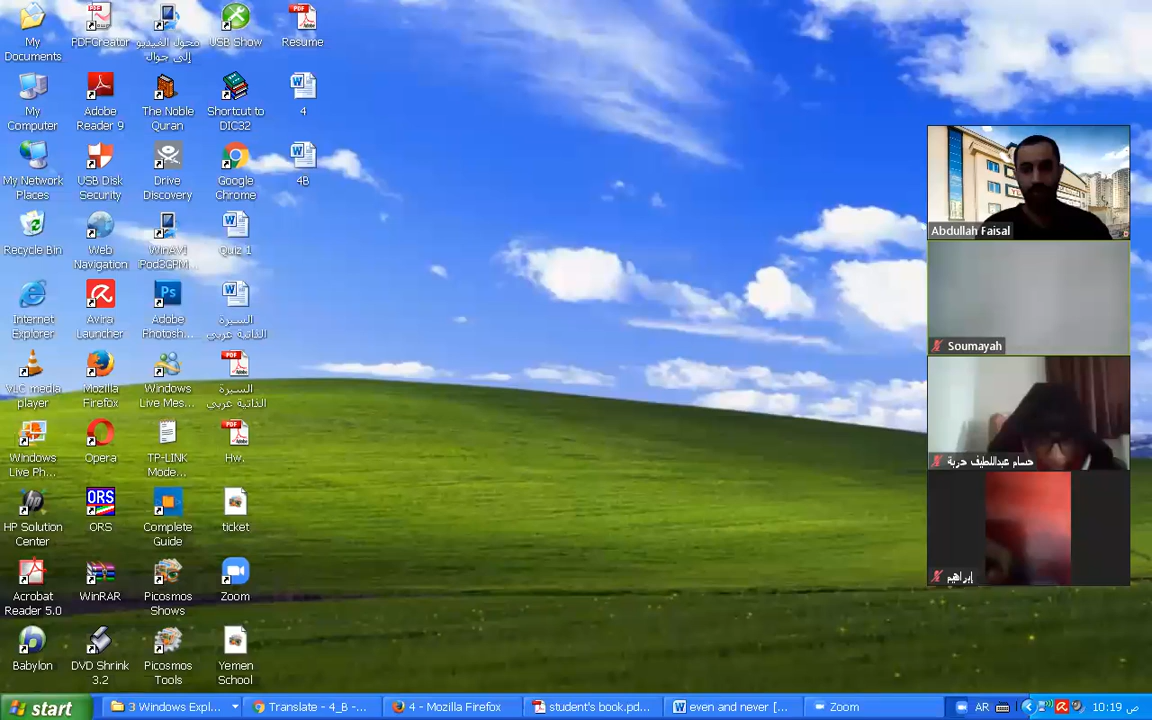 My
Documents
My
Computer
My Network
Places
Recycle Bin
Internet
Explorer
VLC media
player
Windows
Live Ph...
HP Solution
Center
Acrobat
Reader 5.0
Babylon
PDFCreator
Adobe
Reader 9
USB Disk
Security
Web
Navigation
Avira
Launcher
Mozilla
Firefox
Opera
ORS
ORS
WinRAR
DVD Shrink
3.2
محول الفيديو
إلى جوال
The Noble
Quran
Drive
Discovery
WinAVI
iPod3GPM...
Adobe
Photosh...
Windows
Live Mes...
TP-LINK
Mode...
Complete
Guide
Picosmos
Shows
Picosmos
Tools
USB Show
Shortcut to
DIC32
Google
Chrome
Quiz 1
السيرة
الذاتية عربي
السيرة
الذاتية عربي
Hw.
ticket
Zoom
Yemen
School
Resume
4
4B
Abdullah Faisal
Soumayah
حسام عبداللطيف دربة
إبراهيم
start
3 Windows Expl...
Translate - 4_B -...
4 - Mozilla Firefox
student's book.pd...
even and never [...
Zoom
AR
10:19 ص